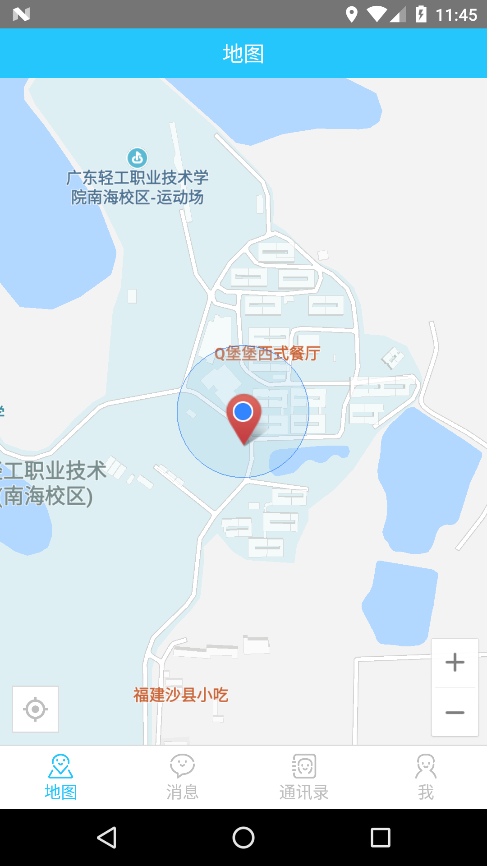 11:45
地图
广东轻工职业技术学
院南海校区-运动场
Q堡堡西式餐厅
工职业技术
(南海校区)
福建沙县小吃
+
−
地图
消息
通讯录
我